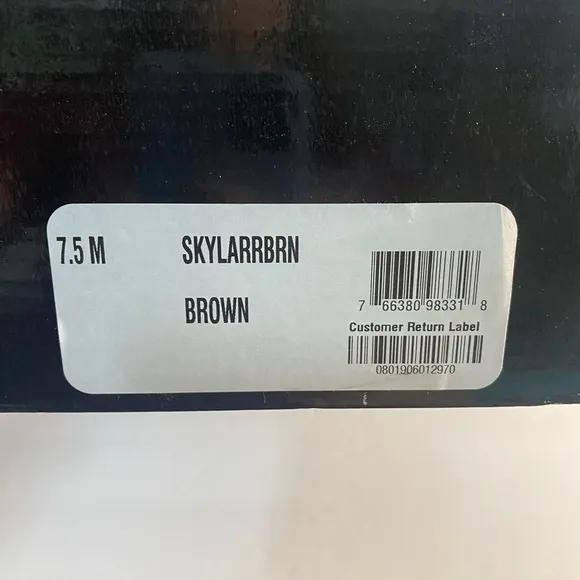 7.5 M SKYLARRBRN
BROWN
7 66380 98331 8
Customer Return Label
0801906012970